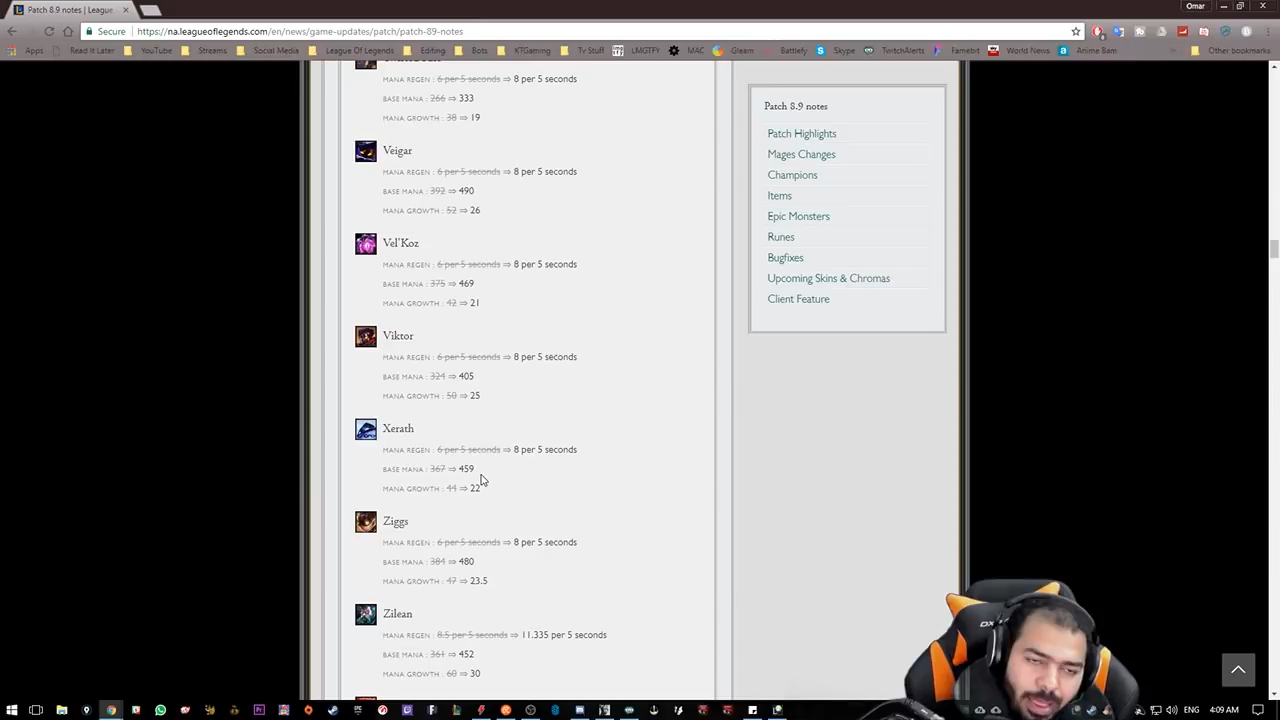 Patch 8.9 notes | League
Omar
Secure
https://na.leagueoflegends.com/en/news/game-updates/patch/patch-89-notes
Apps Read It Later YouTube Streams Social Media League Of Legends Editing Bots KTGaming Tv Stuff LMGTFY MAC Gleam Battlefy Skype TwitchAlerts Famebit World News Anime Bam Other bookmarks
MANA REGEN : 6 per 5 seconds ⇒ 8 per 5 seconds
BASE MANA : 266 ⇒ 333
MANA GROWTH : 38 ⇒ 19
Veigar
MANA REGEN : 6 per 5 seconds ⇒ 8 per 5 seconds
BASE MANA : 392 ⇒ 490
MANA GROWTH : 52 ⇒ 26
Vel'Koz
MANA REGEN : 6 per 5 seconds ⇒ 8 per 5 seconds
BASE MANA : 375 ⇒ 469
MANA GROWTH : 42 ⇒ 21
Viktor
MANA REGEN : 6 per 5 seconds ⇒ 8 per 5 seconds
BASE MANA : 324 ⇒ 405
MANA GROWTH : 50 ⇒ 25
Xerath
MANA REGEN : 6 per 5 seconds ⇒ 8 per 5 seconds
BASE MANA : 367 ⇒ 459
MANA GROWTH : 44 ⇒ 22
Ziggs
MANA REGEN : 6 per 5 seconds ⇒ 8 per 5 seconds
BASE MANA : 384 ⇒ 480
MANA GROWTH : 47 ⇒ 23.5
Zilean
MANA REGEN : 8.5 per 5 seconds ⇒ 11.335 per 5 seconds
BASE MANA : 361 ⇒ 452
MANA GROWTH : 60 ⇒ 30
Patch 8.9 notes
Patch Highlights
Mages Changes
Champions
Items
Epic Monsters
Runes
Bugfixes
Upcoming Skins & Chromas
Client Feature
DX
ENG 4:09 AM